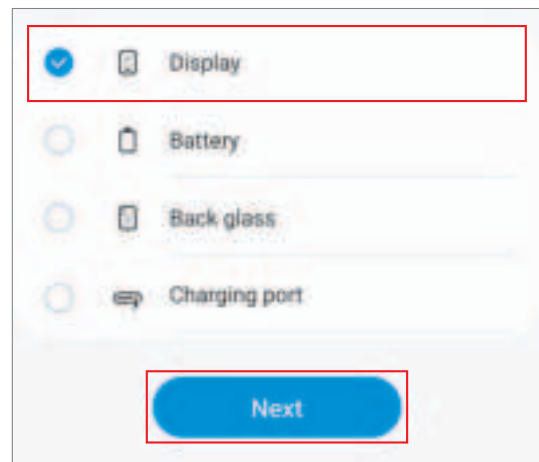 Display
Battery
Back glass
Charging port
Next